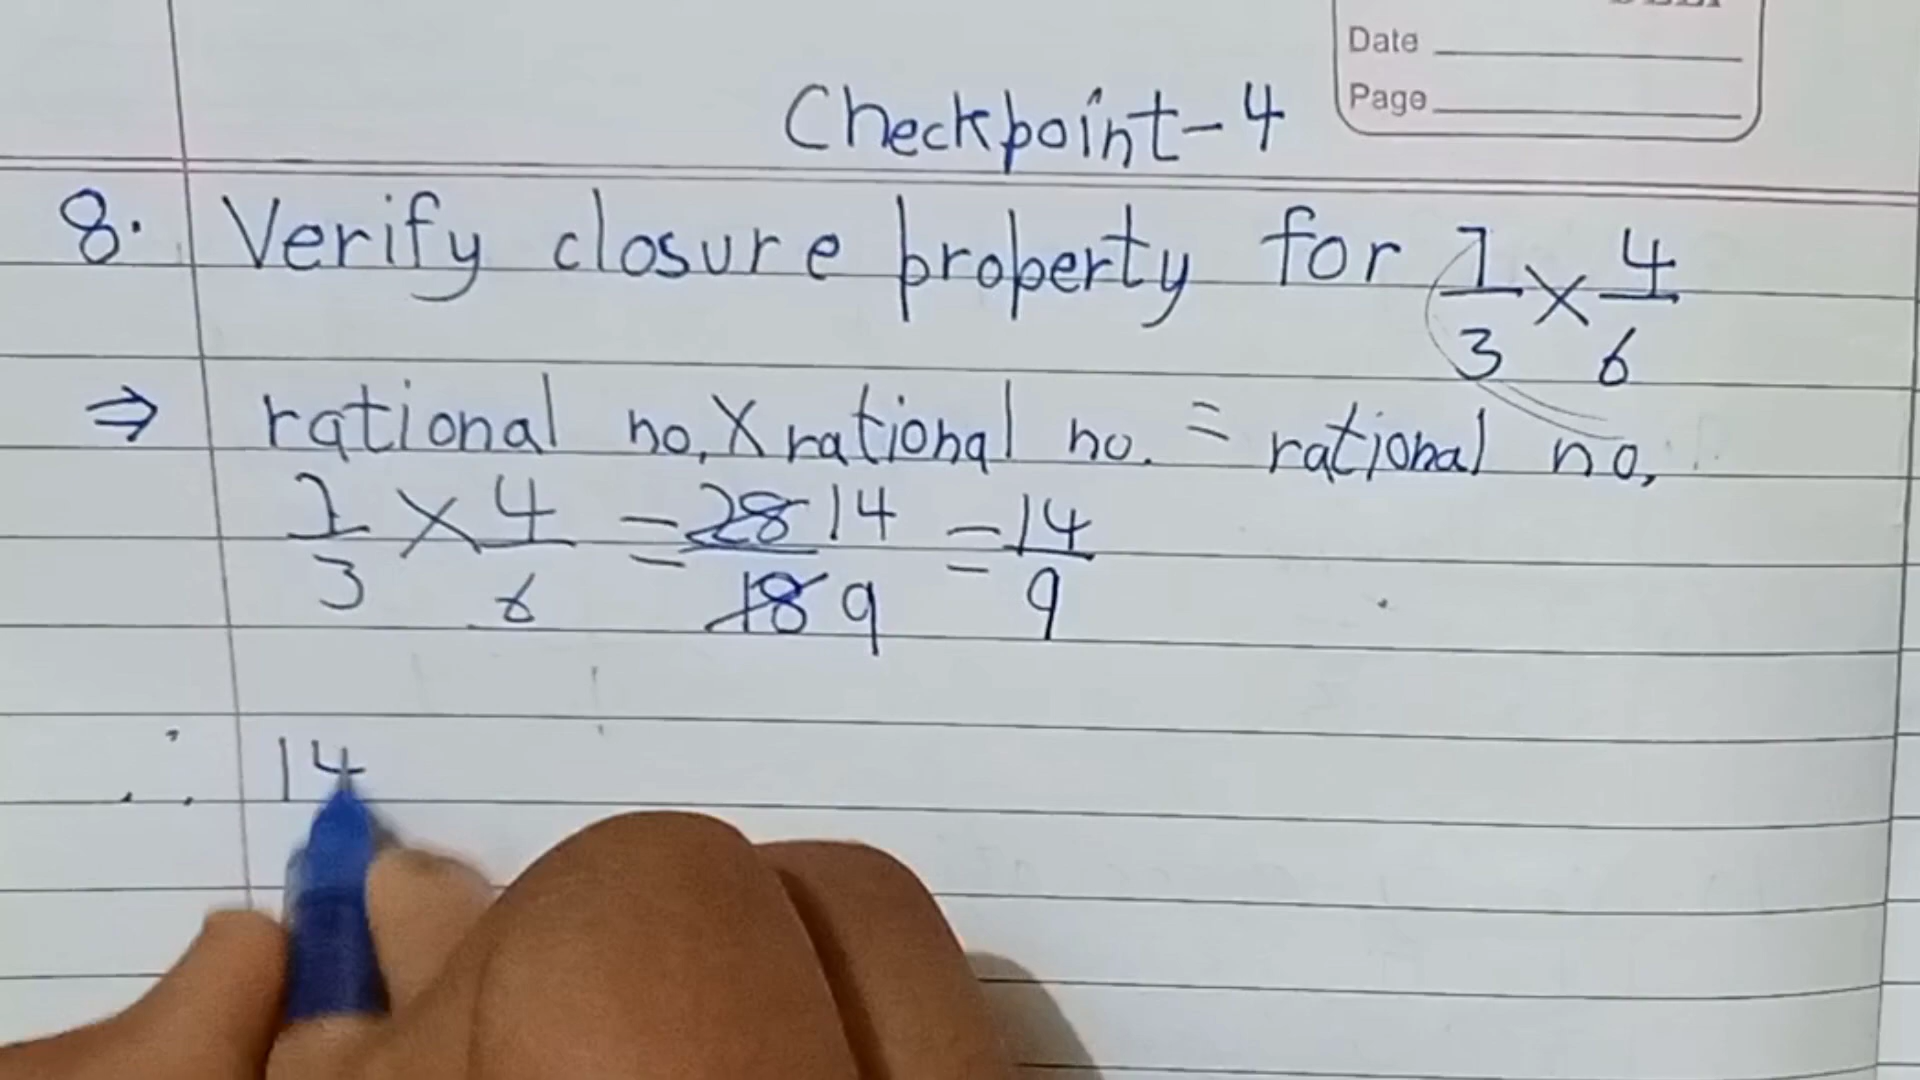 Date
Page
Checkpoint-4
8. Verify closure property for 7/3 × 4/6
⇒ rational no. X rational no. = rational no.
7/3 × 4/6 = 28 14/18 9 = 14/9
∴ 14